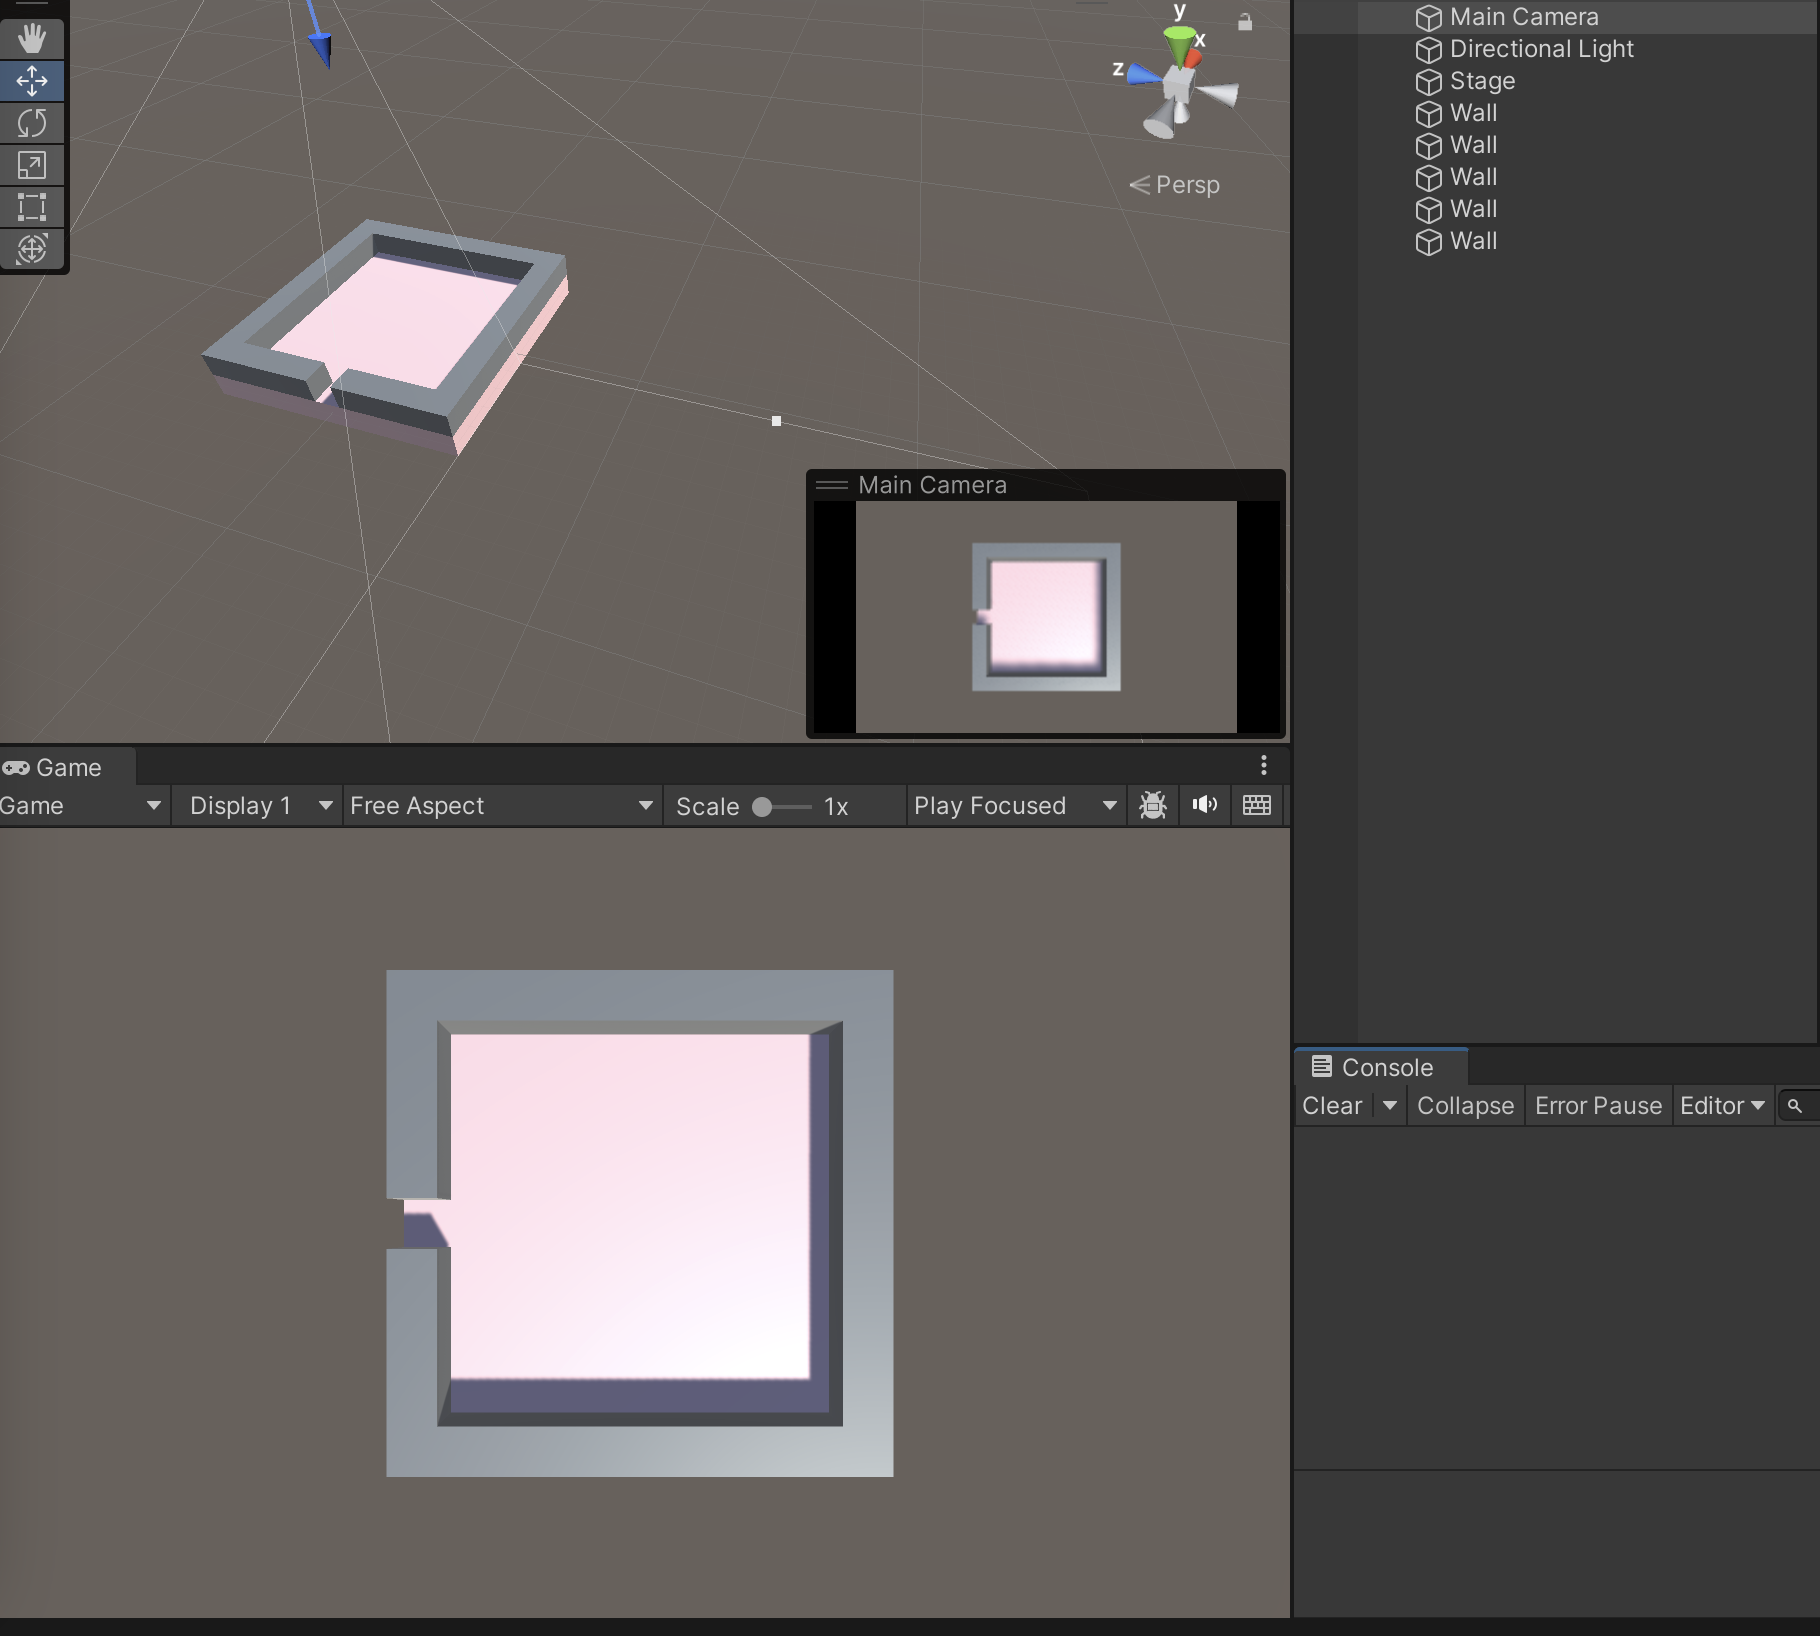 y
x
z
Persp
Main Camera
Main Camera
Directional Light
Stage
Wall
Wall
Wall
Wall
Wall
Game
Game
Display 1
Free Aspect
Scale
1x
Play Focused
Console
Clear
Collapse
Error Pause
Editor